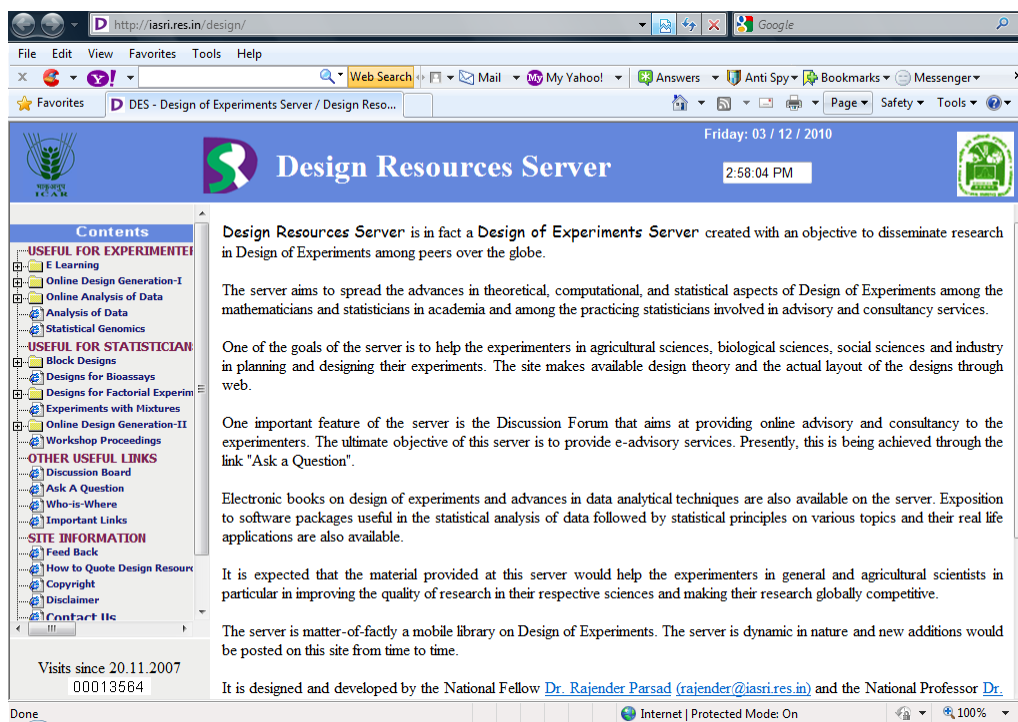 http://iasri.res.in/design/
Google
File Edit View Favorites Tools Help
Web Search Mail My Yahoo! Answers Anti Spy Bookmarks Messenger
Favorites DES - Design of Experiments Server / Design Reso... Page Safety Tools
Friday: 03 / 12 / 2010
Design Resources Server
2:58:04 PM
भाकृअनुप
ICAR
Contents
USEFUL FOR EXPERIMENTER
E Learning
Online Design Generation-I
Online Analysis of Data
Analysis of Data
Statistical Genomics
USEFUL FOR STATISTICIAN
Block Designs
Designs for Bioassays
Designs for Factorial Experim
Experiments with Mixtures
Online Design Generation-II
Workshop Proceedings
OTHER USEFUL LINKS
Discussion Board
Ask A Question
Who-is-Where
Important Links
SITE INFORMATION
Feed Back
How to Quote Design Resourc
Copyright
Disclaimer
Contact Us
Visits since 20.11.2007
00013564
Design Resources Server is in fact a Design of Experiments Server created with an objective to disseminate research
in Design of Experiments among peers over the globe.
The server aims to spread the advances in theoretical, computational, and statistical aspects of Design of Experiments among the
mathematicians and statisticians in academia and among the practicing statisticians involved in advisory and consultancy services.
One of the goals of the server is to help the experimenters in agricultural sciences, biological sciences, social sciences and industry
in planning and designing their experiments. The site makes available design theory and the actual layout of the designs through
web.
One important feature of the server is the Discussion Forum that aims at providing online advisory and consultancy to the
experimenters. The ultimate objective of this server is to provide e-advisory services. Presently, this is being achieved through the
link "Ask a Question".
Electronic books on design of experiments and advances in data analytical techniques are also available on the server. Exposition
to software packages useful in the statistical analysis of data followed by statistical principles on various topics and their real life
applications are also available.
It is expected that the material provided at this server would help the experimenters in general and agricultural scientists in
particular in improving the quality of research in their respective sciences and making their research globally competitive.
The server is matter-of-factly a mobile library on Design of Experiments. The server is dynamic in nature and new additions would
be posted on this site from time to time.
It is designed and developed by the National Fellow Dr. Rajender Parsad (rajender@iasri.res.in) and the National Professor Dr.
Done Internet | Protected Mode: On 100%